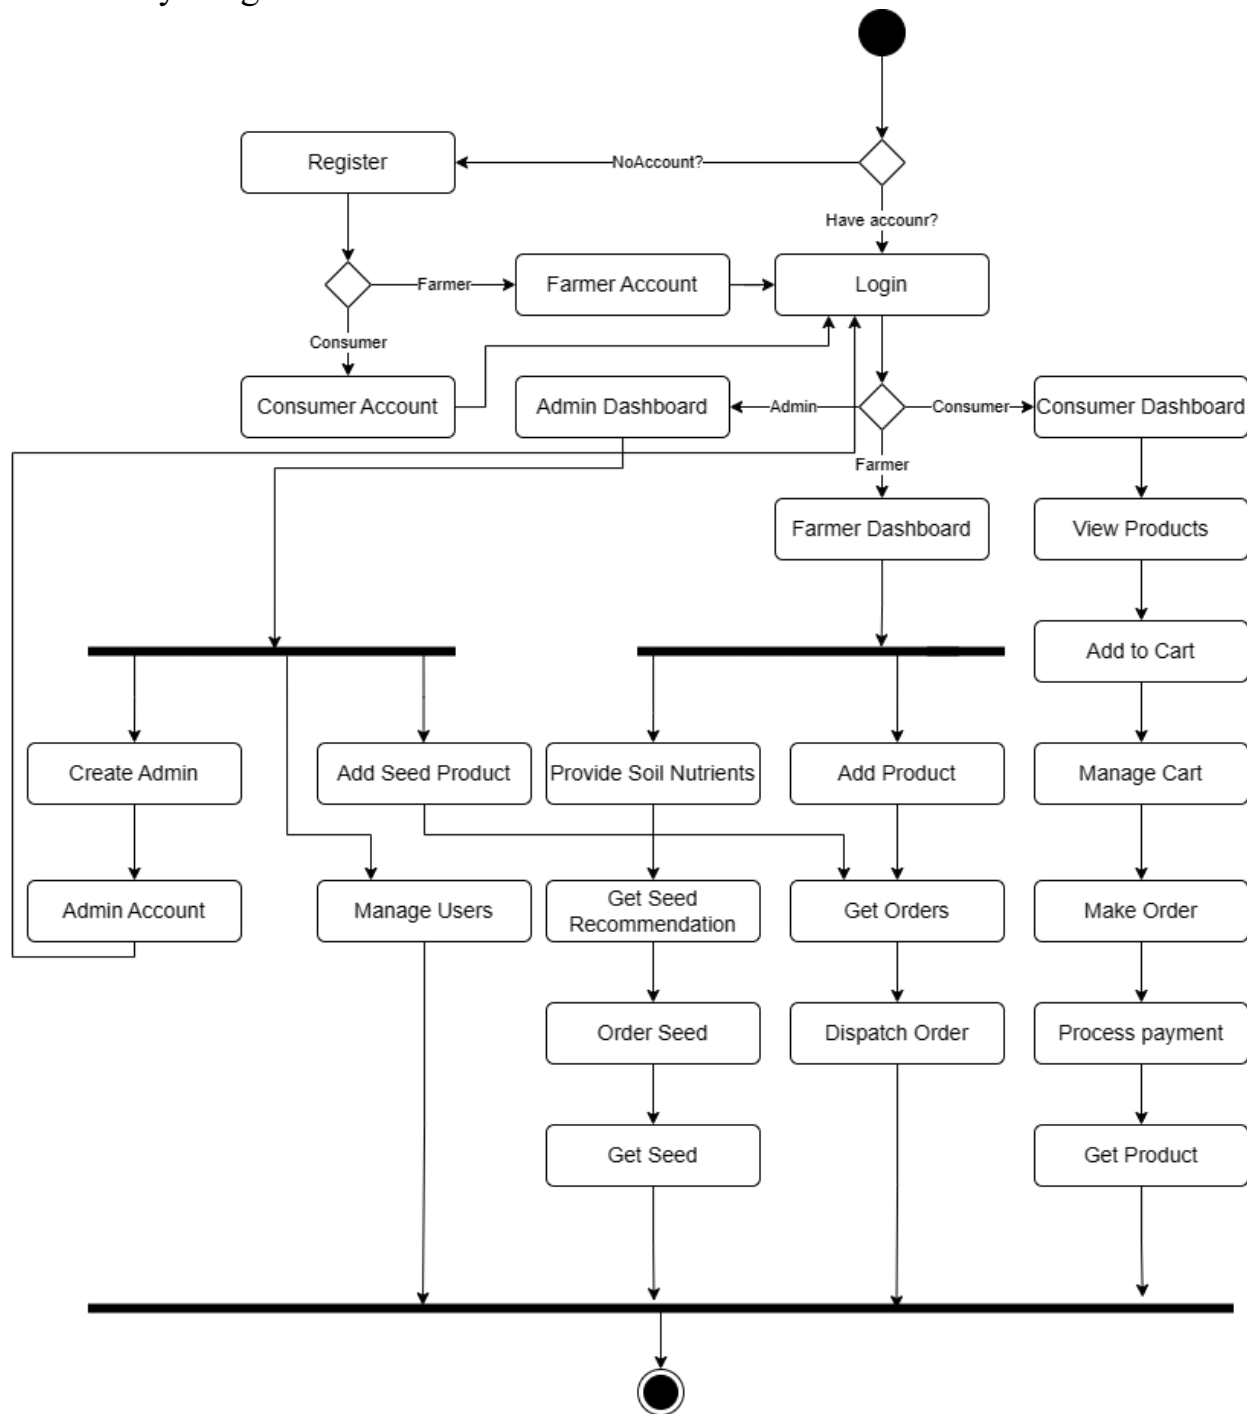 NoAccount?
Register
Have accounr?
Farmer
Farmer Account
Login
Consumer
Consumer Account
Admin Dashboard
Admin
Consumer
Consumer Dashboard
Farmer
Farmer Dashboard
View Products
Add to Cart
Create Admin
Add Seed Product
Provide Soil Nutrients
Add Product
Manage Cart
Admin Account
Manage Users
Get Seed
Recommendation
Get Orders
Make Order
Order Seed
Dispatch Order
Process payment
Get Seed
Get Product